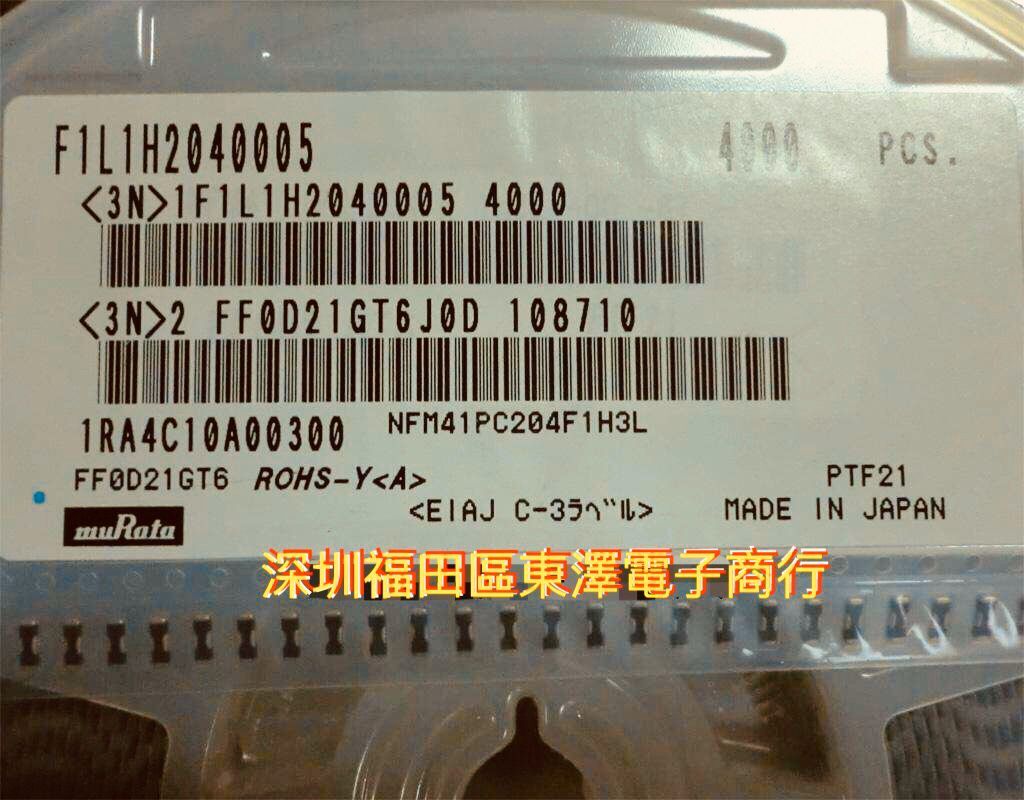 F1L1H2040005 4000 PCS.
<3N>1F1L1H2040005 4000
<3N>2 FF0D21GT6J0D 108710
1RA4C10A00300 NFM41PC204F1H3L
FF0D21GT6 ROHS-Y<A> PTF21
<EIAJ C-3ﾗﾍﾞﾙ> MADE IN JAPAN
muRata
深圳福田區東澤電子商行